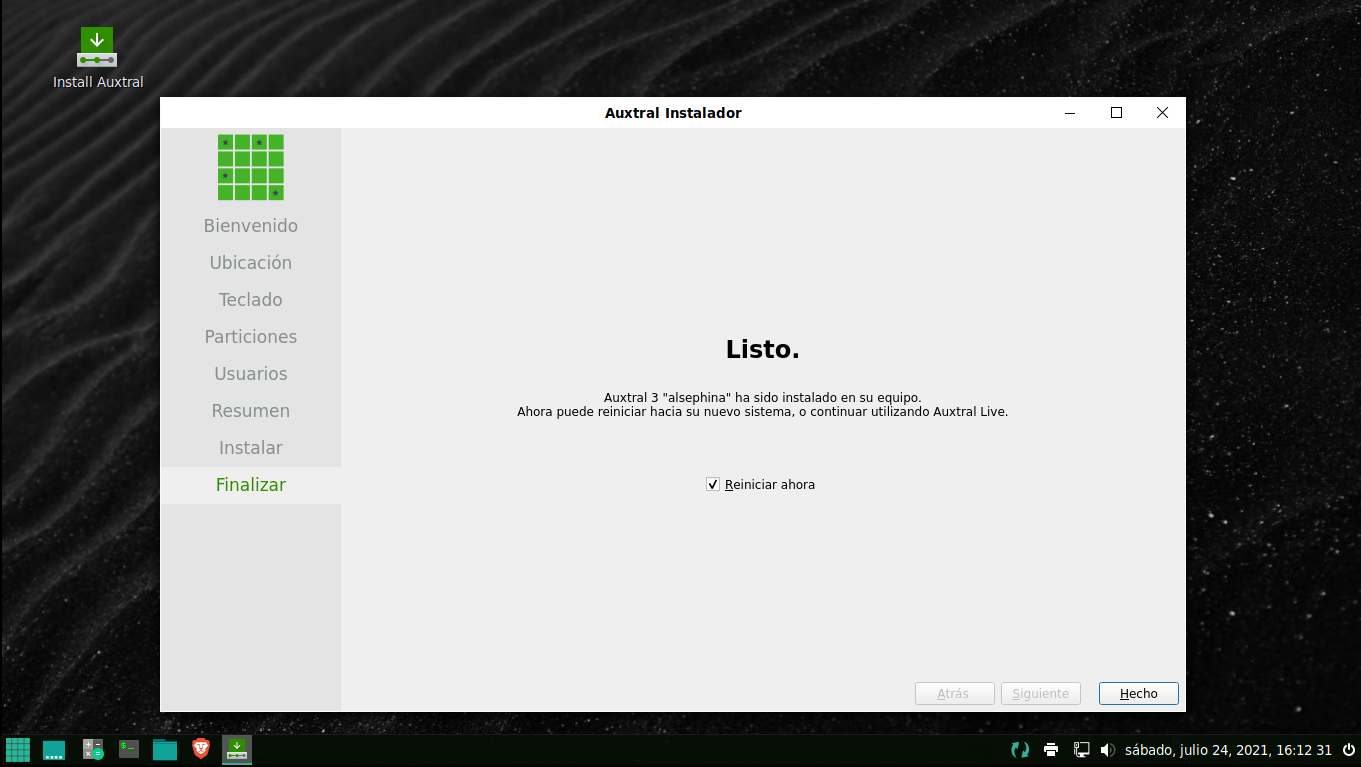 Install Auxtral
Auxtral Instalador
Bienvenido
Ubicación
Teclado
Particiones
Usuarios
Resumen
Instalar
Finalizar
Listo.
Auxtral 3 "alsephina" ha sido instalado en su equipo.
Ahora puede reiniciar hacia su nuevo sistema, o continuar utilizando Auxtral Live.
Reiniciar ahora
Atrás
Siguiente
Hecho
sábado, julio 24, 2021, 16:12 31